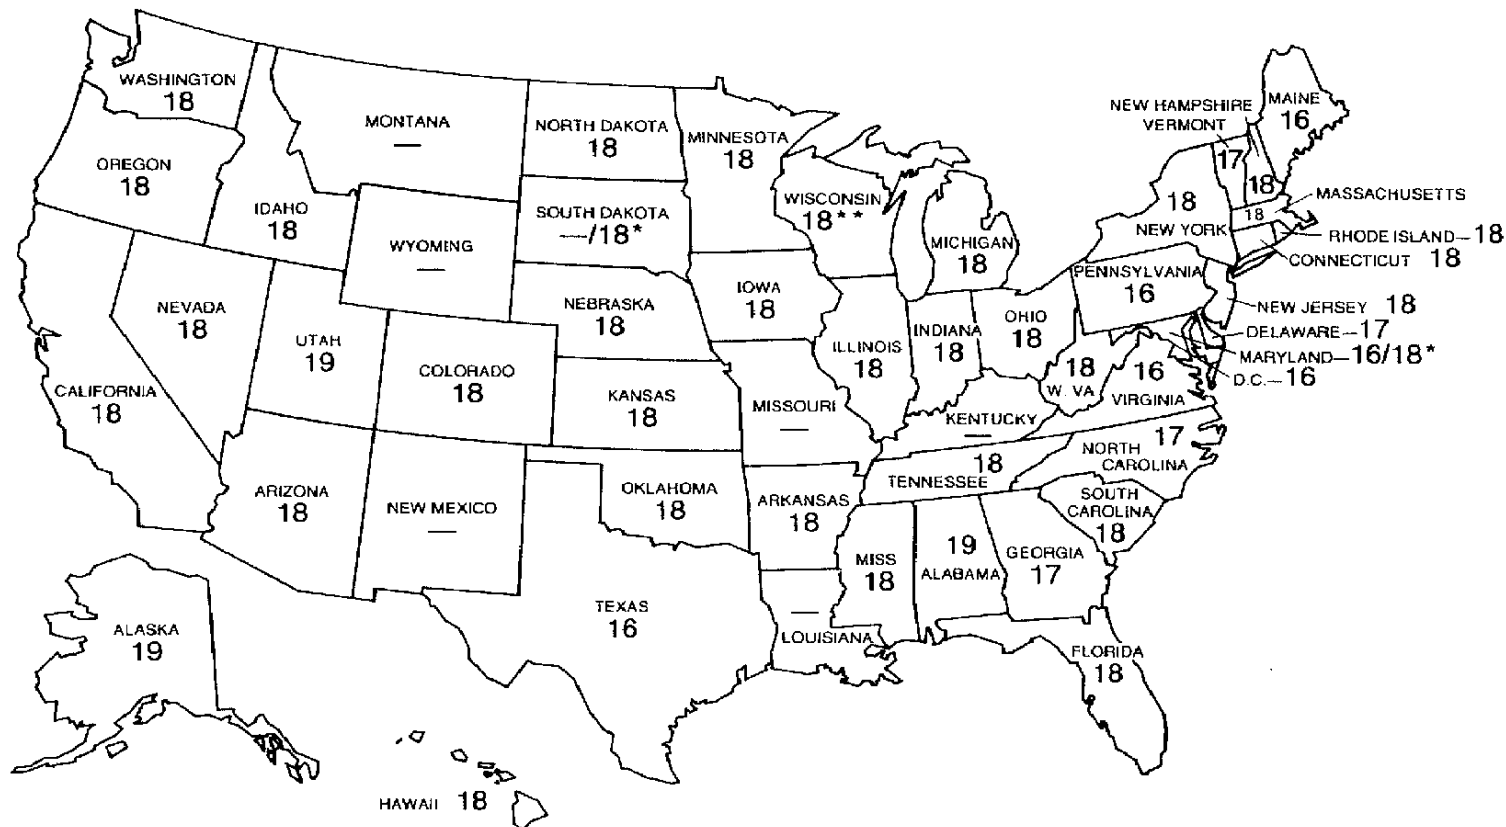 WASHINGTON
18
OREGON
18
CALIFORNIA
18
IDAHO
18
NEVADA
18
MONTANA
—
WYOMING
—
UTAH
19
ARIZONA
18
COLORADO
18
NEW MEXICO
—
NORTH DAKOTA
18
SOUTH DAKOTA
—/18*
NEBRASKA
18
KANSAS
18
OKLAHOMA
18
TEXAS
16
MINNESOTA
18
IOWA
18
MISSOURI
—
ARKANSAS
18
—
LOUISIANA
WISCONSIN
18**
ILLINOIS
18
MICHIGAN
18
INDIANA
18
OHIO
18
KENTUCKY
—
18
TENNESSEE
MISS
18
19
ALABAMA
GEORGIA
17
FLORIDA
18
SOUTH
CAROLINA
18
17
NORTH
CAROLINA
16
VIRGINIA
18
W. VA
PENNSYLVANIA
16
18
NEW YORK
NEW HAMPSHIRE
VERMONT
17
18
MAINE
16
MASSACHUSETTS
18
RHODE ISLAND—18
CONNECTICUT 18
NEW JERSEY 18
DELAWARE—17
MARYLAND—16/18*
D.C.—16
ALASKA
19
HAWAII 18